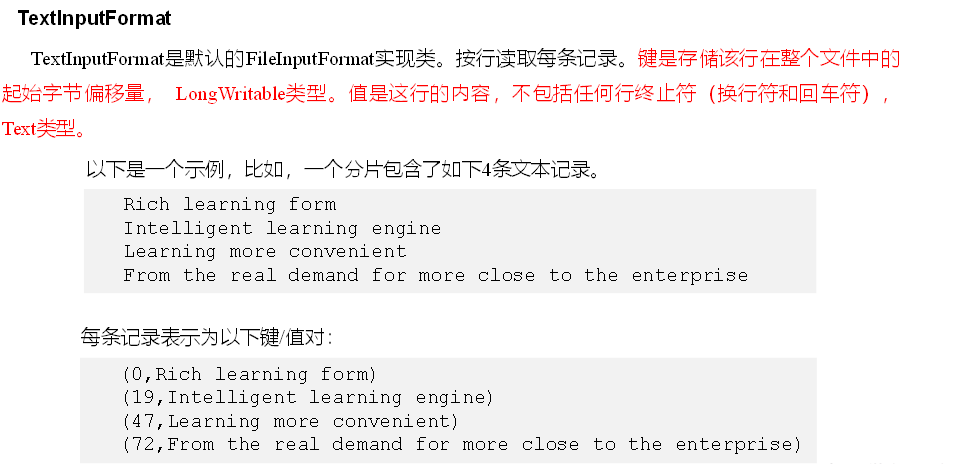 TextInputFormat
TextInputFormat是默认的FileInputFormat实现类。按行读取每条记录。键是存储该行在整个文件中的
起始字节偏移量， LongWritable类型。值是这行的内容，不包括任何行终止符（换行符和回车符），
Text类型。
以下是一个示例，比如，一个分片包含了如下4条文本记录。
Rich learning form
Intelligent learning engine
Learning more convenient
From the real demand for more close to the enterprise
每条记录表示为以下键/值对：
(0,Rich learning form)
(19,Intelligent learning engine)
(47,Learning more convenient)
(72,From the real demand for more close to the enterprise)